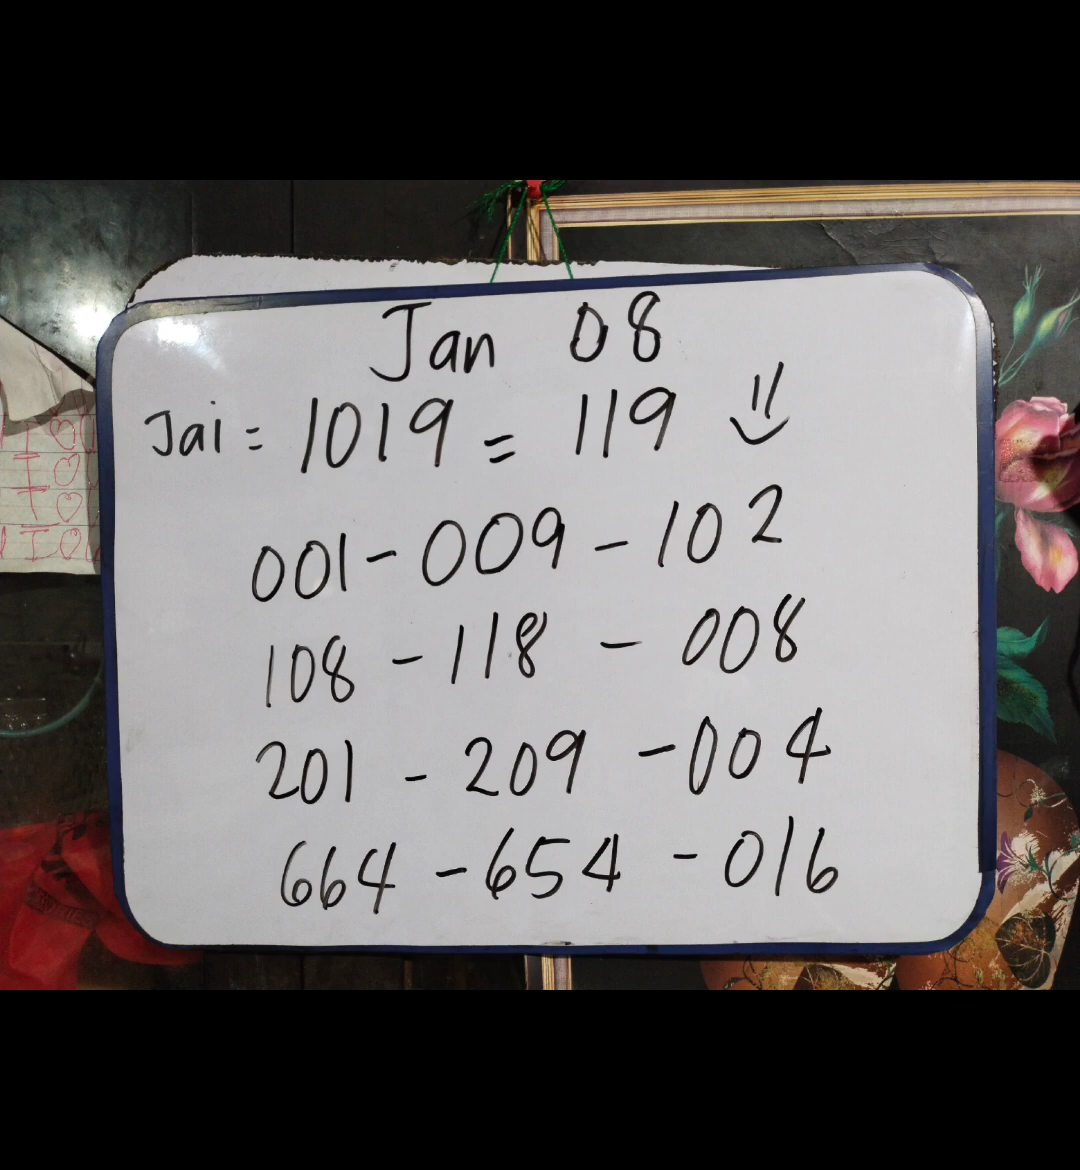 Jan 08
Jai = 1019 = 119
001 - 009 - 102
108 - 118 - 008
201 - 209 - 004
664 - 654 - 016